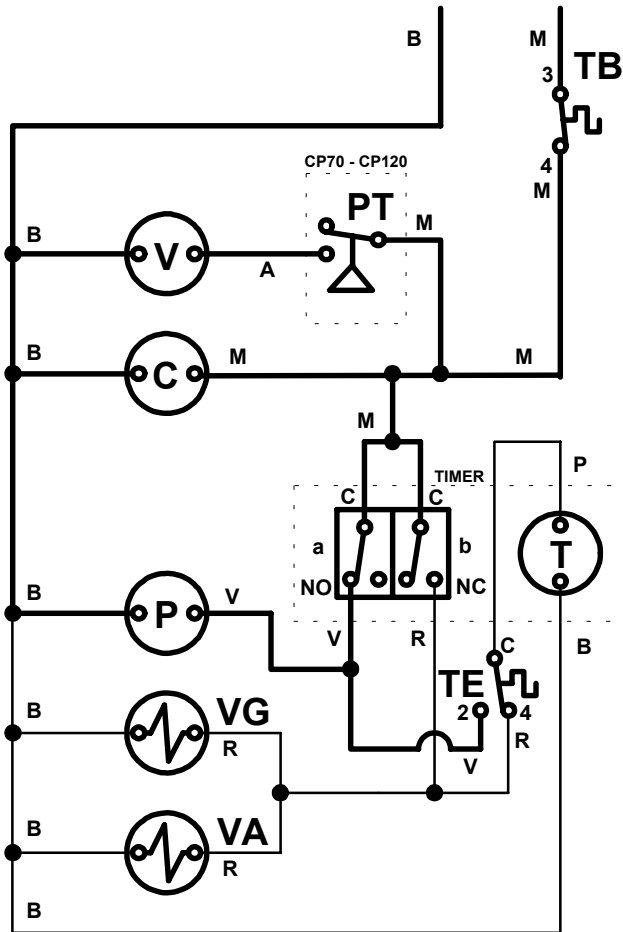 B M
3 TB
4
M
CP70 - CP120
PT
M
B V A
B C M M
M
TIMER P
C C
a b T
NO NC
B P V V R B
C
TE
2 4
B VG R V R
B VA R
B